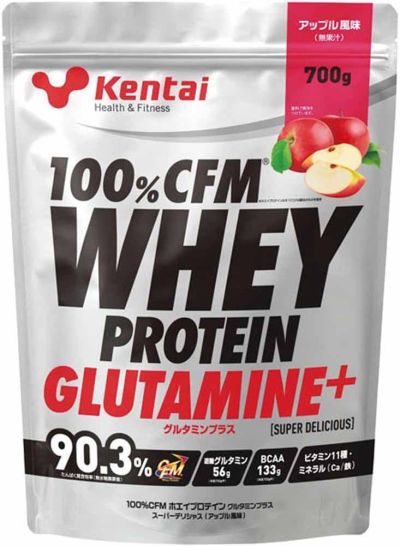 アップル風味
(無果汁)
700g
Kentai
Health & Fitness
100%CFM®
WHEY
PROTEIN
GLUTAMINE+
グルタミンプラス
[SUPER DELICIOUS]
90.3%
CFM
遊離グルタミン
56g
BCAA
133g
ビタミン11種・
ミネラル(Ca/鉄)
100%CFM ホエイプロテイン グルタミンプラス
スーパーデリシャス(アップル風味)